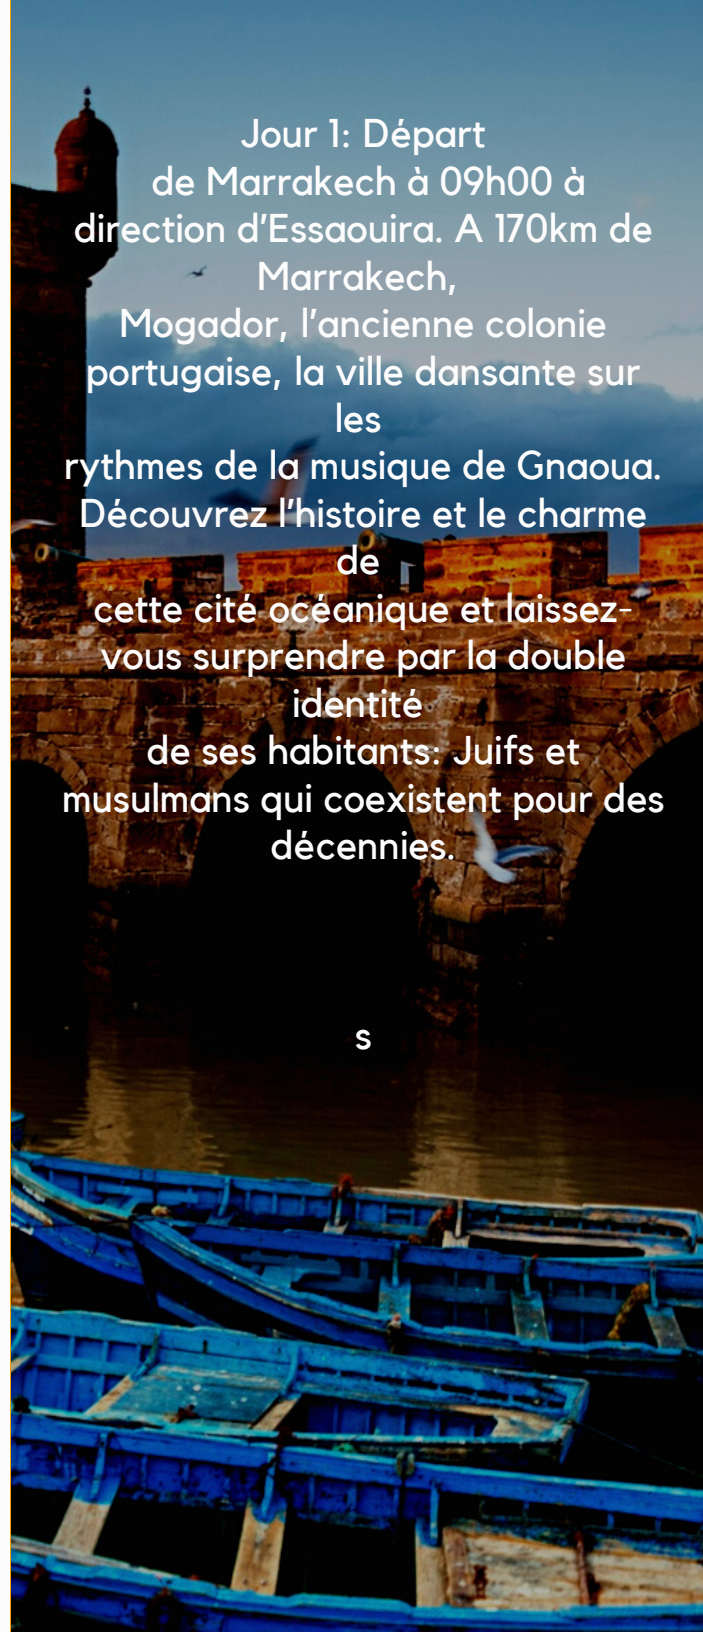 Jour 1: Départ
de Marrakech à 09h00 à
direction d’Essaouira. A 170km de
Marrakech,
Mogador, l’ancienne colonie
portugaise, la ville dansante sur
les
rythmes de la musique de Gnaoua.
Découvrez l’histoire et le charme
de
cette cité océanique et laissez-
vous surprendre par la double
identité
de ses habitants: Juifs et
musulmans qui coexistent pour des
décennies.
s